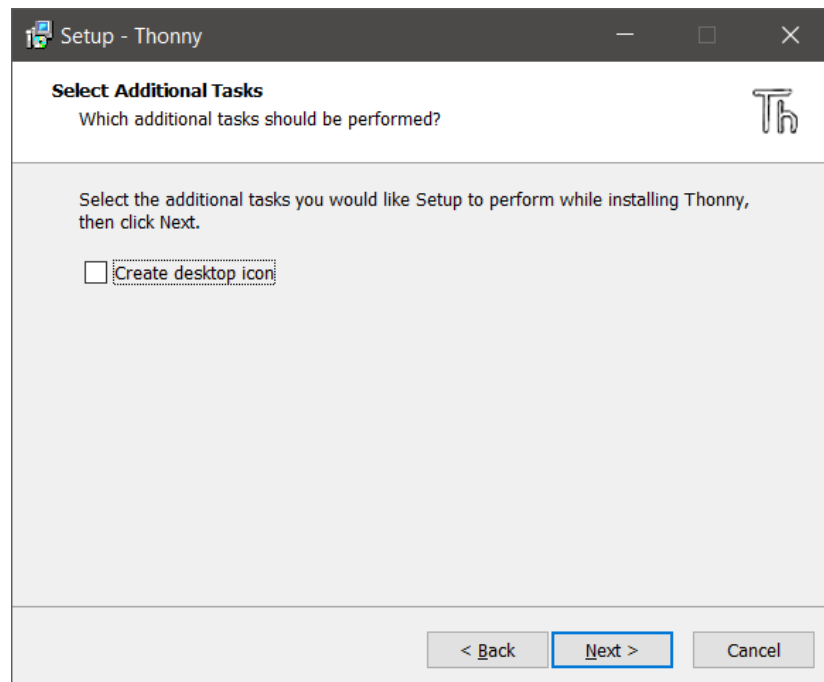 Setup - Thonny
Select Additional Tasks
Which additional tasks should be performed?
Th
Select the additional tasks you would like Setup to perform while installing Thonny,
then click Next.
Create desktop icon
< Back
Next >
Cancel